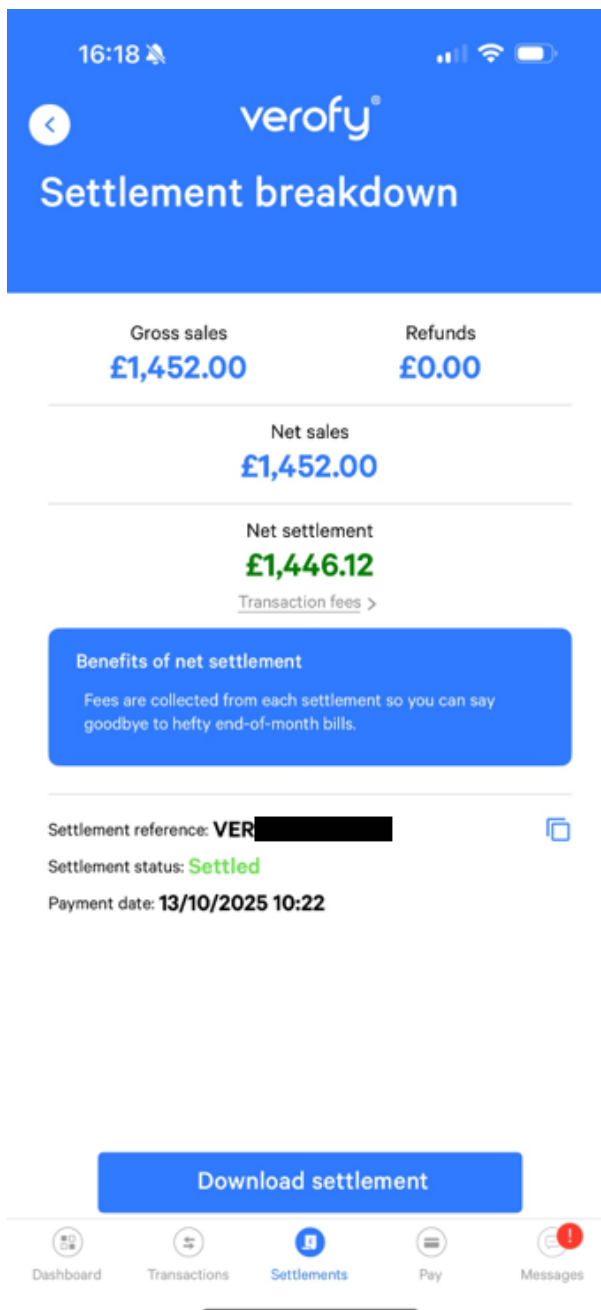 16:18
verofy®
Settlement breakdown
Gross sales Refunds
£1,452.00 £0.00
Net sales
£1,452.00
Net settlement
£1,446.12
Transaction fees >
Benefits of net settlement
Fees are collected from each settlement so you can say
goodbye to hefty end-of-month bills.
Settlement reference: VER
Settlement status: Settled
Payment date: 13/10/2025 10:22
Download settlement
Dashboard Transactions Settlements Pay Messages